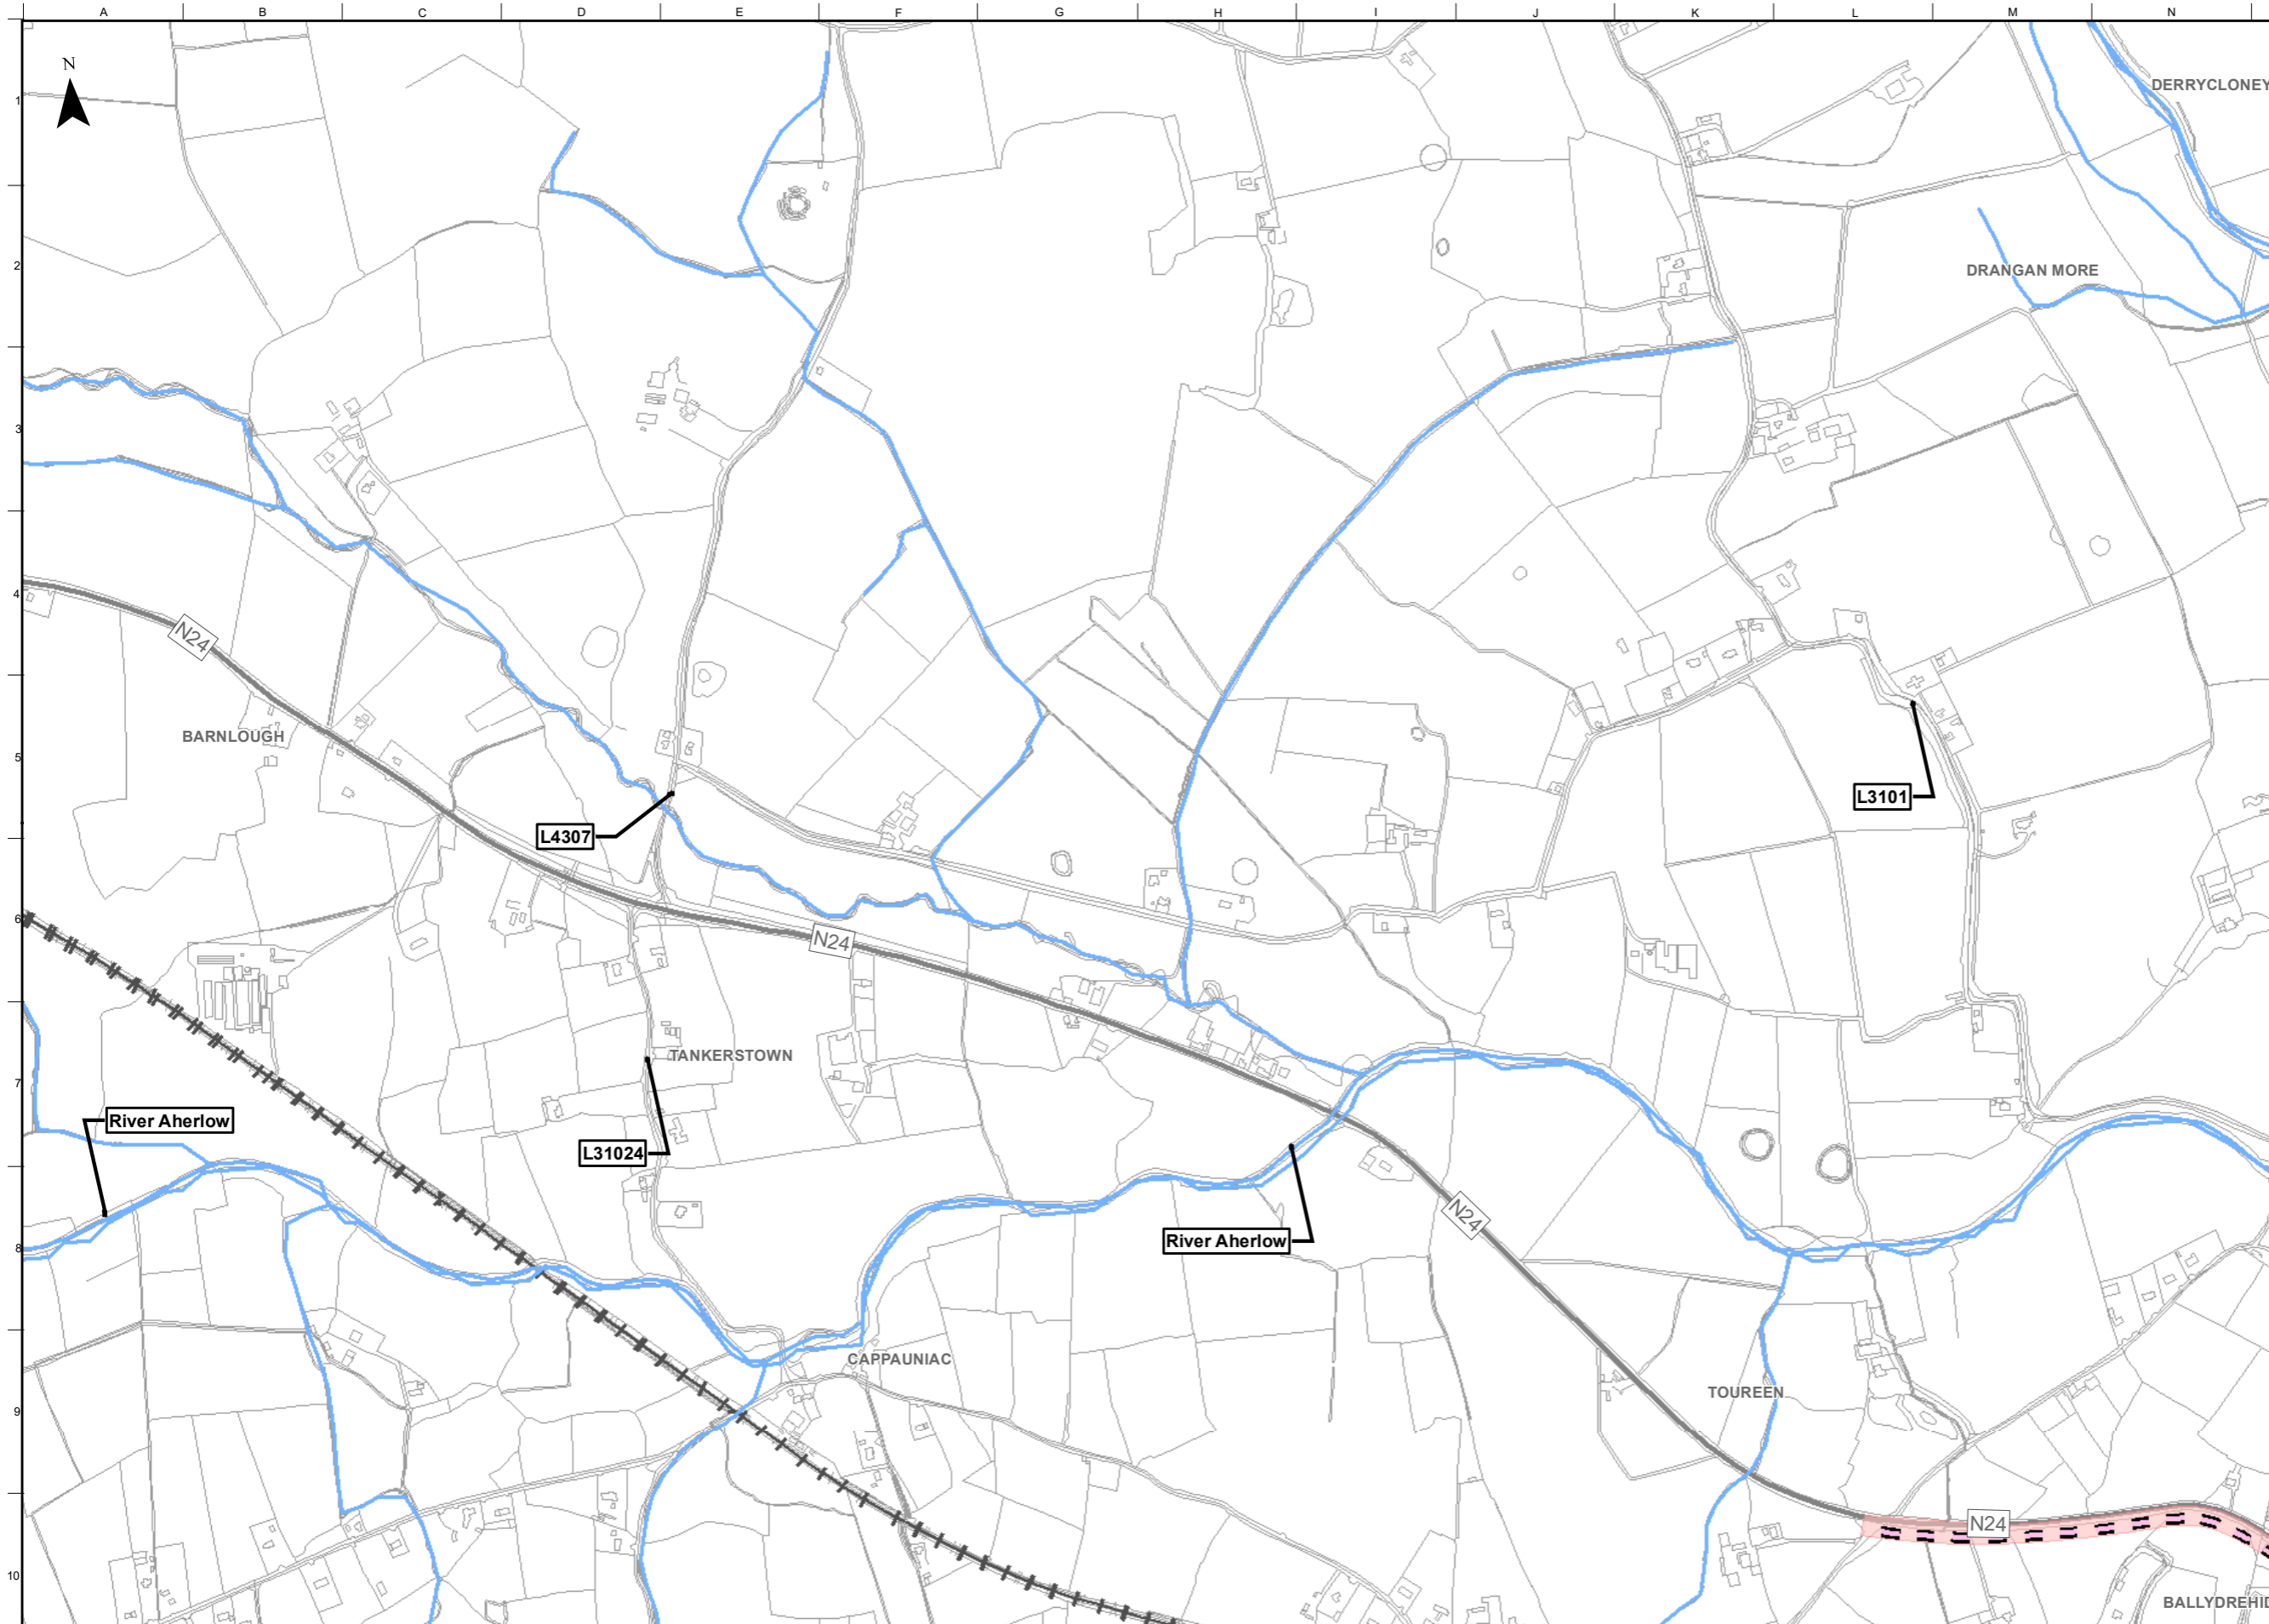 A B C D E F G H I J K L M N
N
1
DERRYCLONEY
2
DRANGAN MORE
3
4
N24
BARNLOUGH
5
L3101
L4307
6
N24
TANKERSTOWN
7
River Aherlow
L31024
N24
River Aherlow
8
CAPPAUNIAC
TOUREEN
9
N24
10
BALLYDREHID